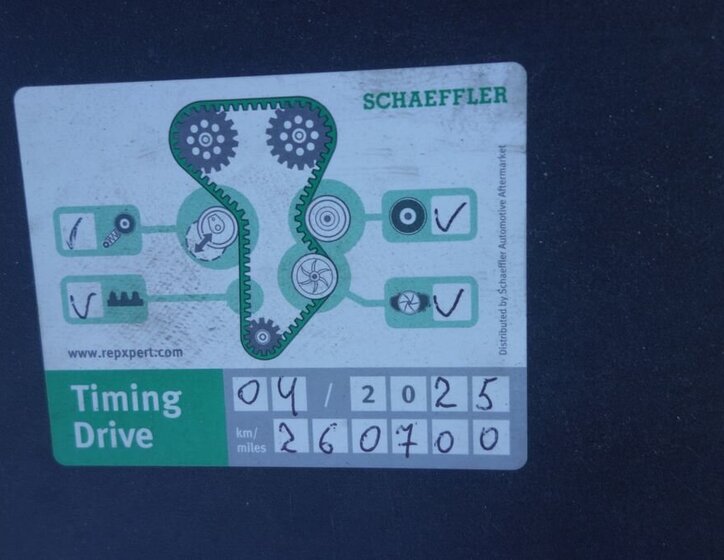 SCHAEFFLER
Distributed by Schaeffler Automotive Aftermarket
www.repxpert.com
Timing
Drive
04 / 2025
km/
miles
260700